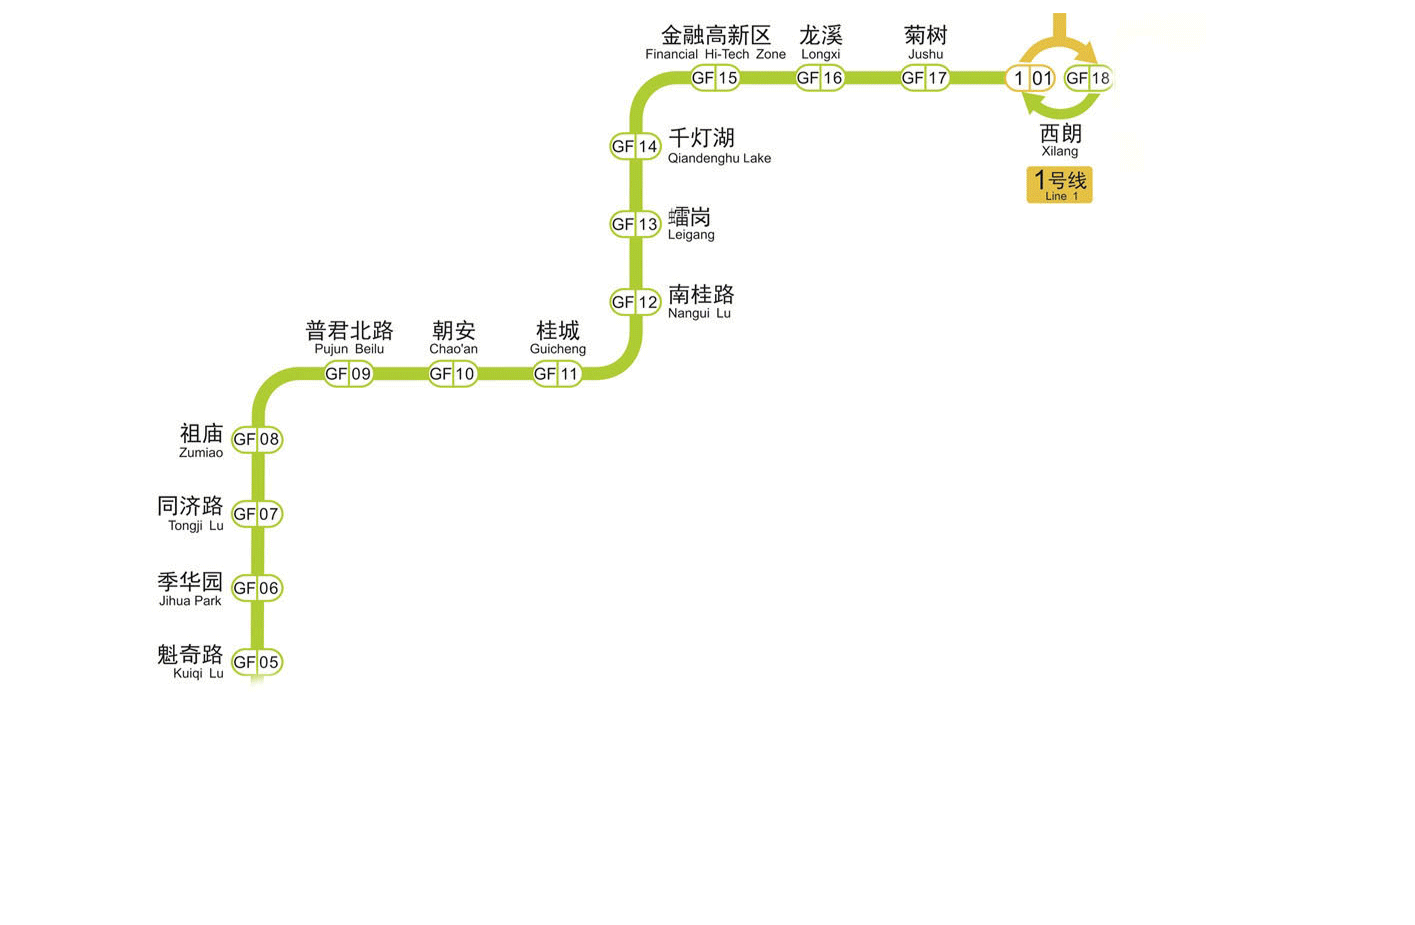 金融高新区
Financial Hi-Tech Zone
GF 15
龙溪
Longxi
GF 16
菊树
Jushu
GF 17
1 01
GF 18
西朗
Xilang
1号线
Line 1
GF 14
千灯湖
Qiandenghu Lake
GF 13
𧒽岗
Leigang
GF 12
南桂路
Nangui Lu
普君北路
Pujun Beilu
GF 09
朝安
Chao'an
GF 10
桂城
Guicheng
GF 11
祖庙
Zumiao
GF 08
同济路
Tongji Lu
GF 07
季华园
Jihua Park
GF 06
魁奇路
Kuiqi Lu
GF 05